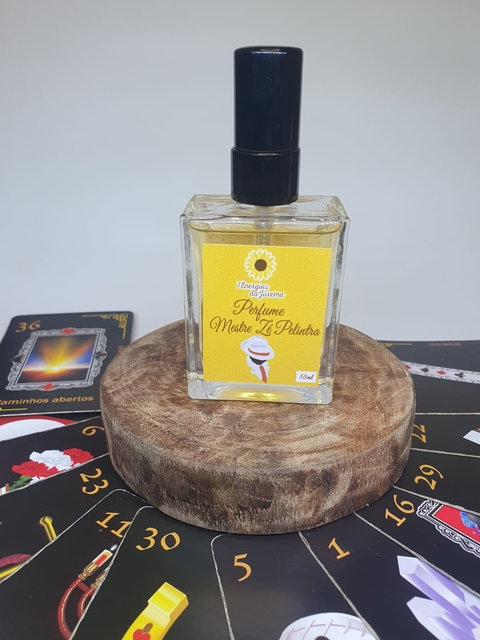 7 Energias
da Jurema
Perfume
Mestre Zé Pelintra
50ml
36
Caminhos abertos
6
23
11
30
5
1
16
29
22